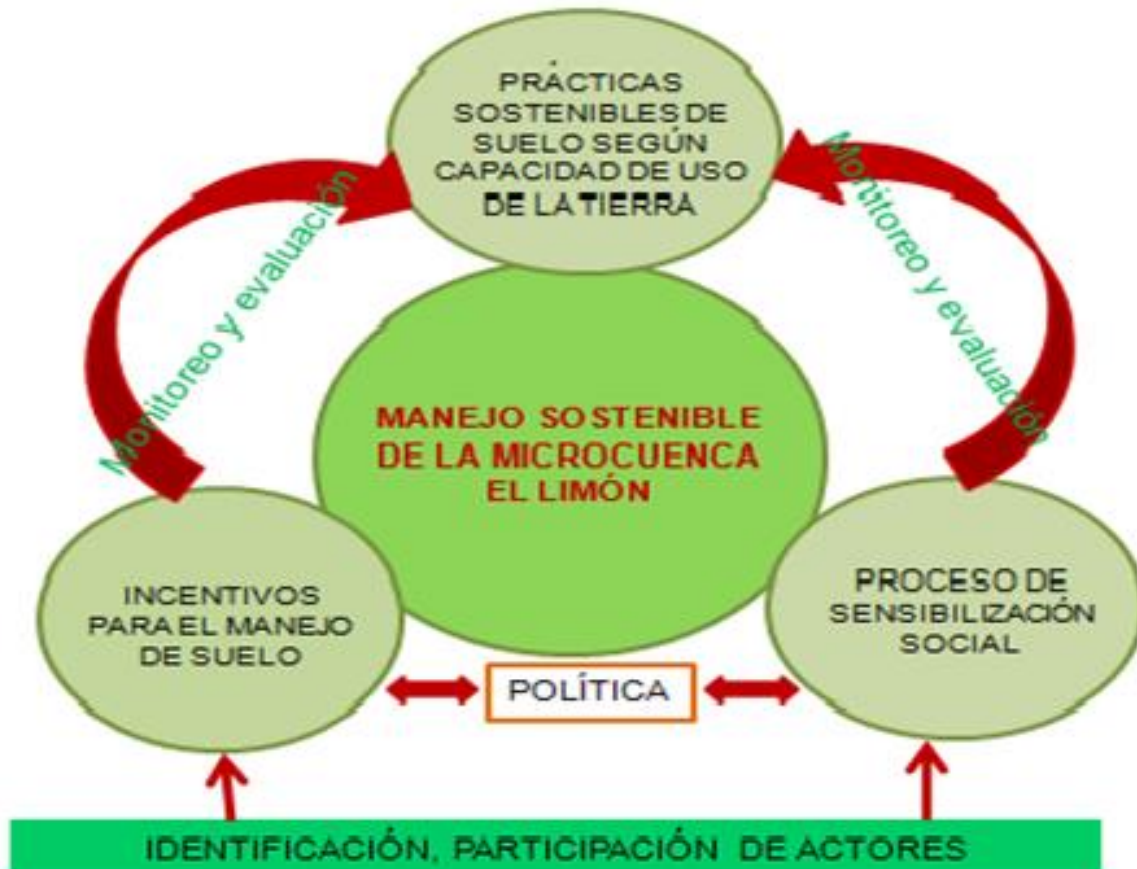 PRÁCTICAS
SOSTENIBLES DE
SUELO SEGÚN
CAPACIDAD DE USO
DE LA TIERRA
Monitoreo y evaluación
Monitoreo y evaluación
MANEJO SOSTENIBLE
DE LA MICROCUENCA
EL LIMÓN
INCENTIVOS
PARA EL MANEJO
DE SUELO
PROCESO DE
SENSIBILIZACIÓN
SOCIAL
POLÍTICA
IDENTIFICACIÓN, PARTICIPACIÓN DE ACTORES